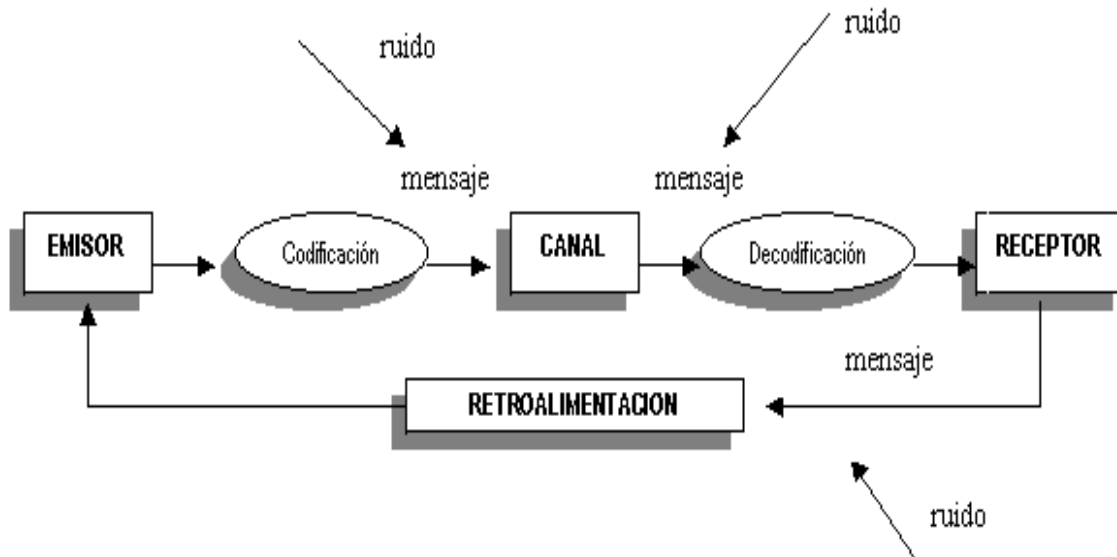 ruido
ruido
mensaje
mensaje
EMISOR
Codificación
CANAL
Decodificación
RECEPTOR
mensaje
RETROALIMENTACION
ruido